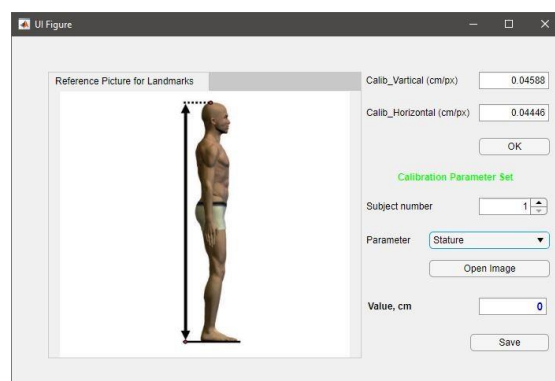 UI Figure
Reference Picture for Landmarks
Calib_Vartical (cm/px) 0.04588
Calib_Horizontal (cm/px) 0.04446
OK
Calibration Parameter Set
Subject number 1
Parameter Stature
Open Image
Value, cm 0
Save